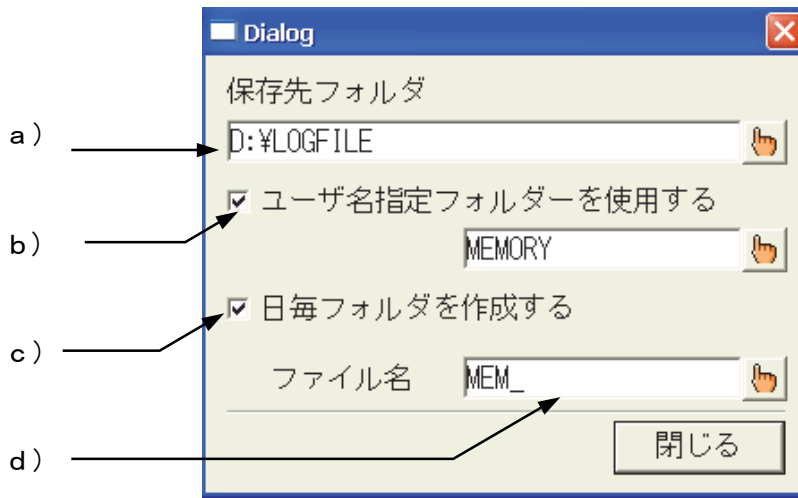 Dialog
保存先フォルダ
a）
D:¥LOGFILE
ユーザ名指定フォルダーを使用する
b）
MEMORY
日毎フォルダを作成する
c）
ファイル名 MEM_
閉じる
d）